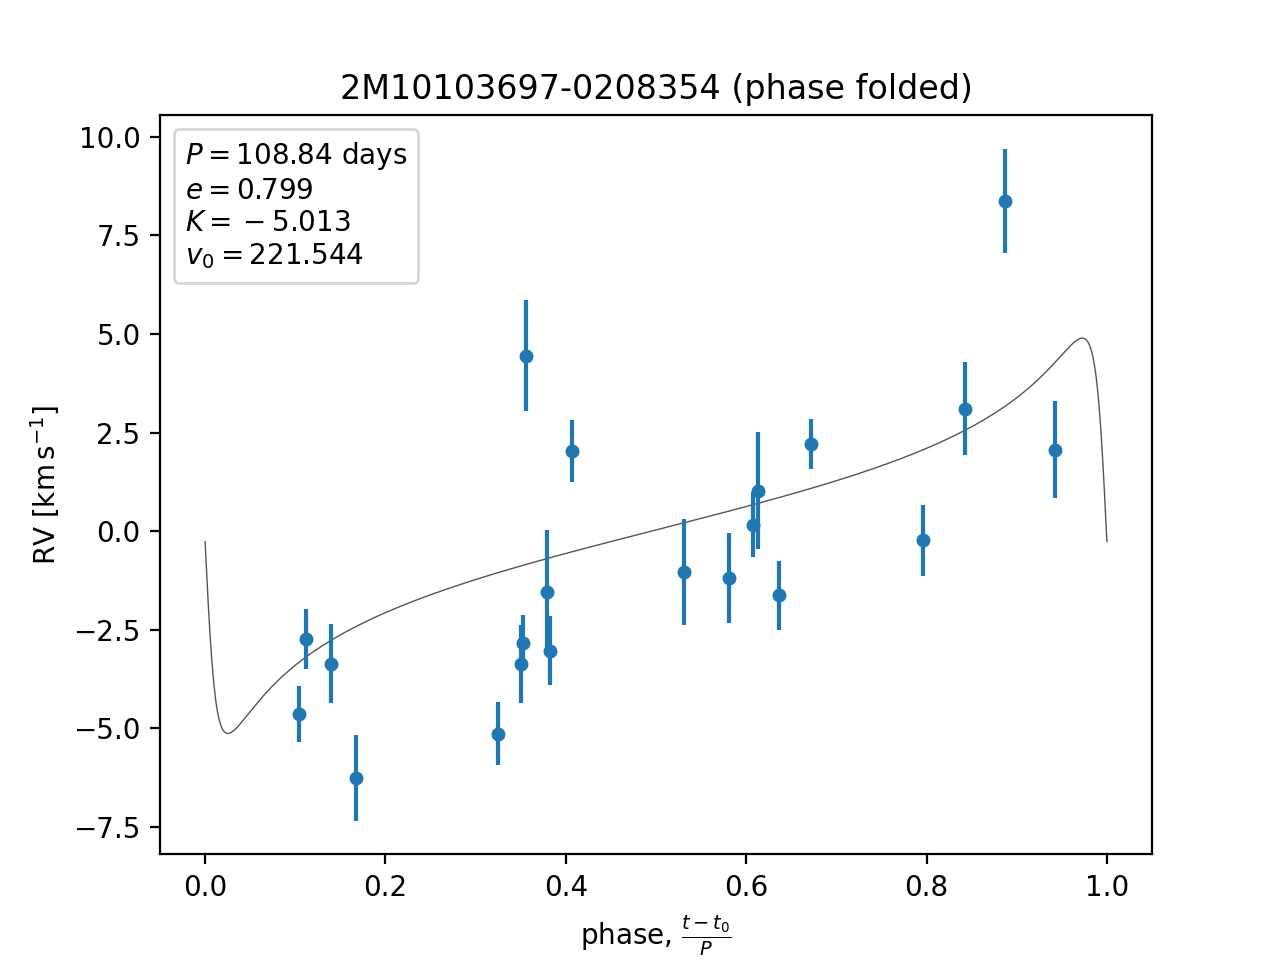 2M10103697-0208354 (phase folded)
P = 108.84 days
e = 0.799
K = −5.013
v₀ = 221.544
10.0
7.5
5.0
2.5
0.0
−2.5
−5.0
−7.5
RV [km s⁻¹]
0.0 0.2 0.4 0.6 0.8 1.0
phase, (t − t₀)/P